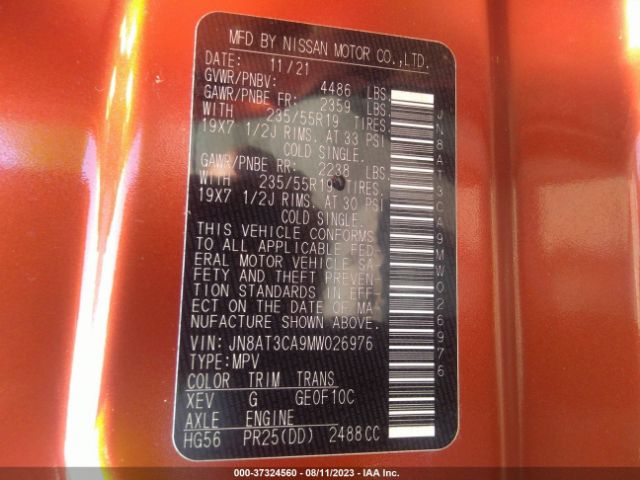 MFD BY NISSAN MOTOR CO.,LTD.
DATE: 11/21
GVWR/PNBV: 4486 LBS.
GAWR/PNBE FR: 2359 LBS.
WITH 235/55R19 TIRES.
19X7 1/2J RIMS. AT 33 PSI
COLD SINGLE.
GAWR/PNBE RR: 2238 LBS.
WITH 235/55R19 TIRES.
19X7 1/2J RIMS. AT 30 PSI
COLD SINGLE.
THIS VEHICLE CONFORMS
TO ALL APPLICABLE FED-
ERAL MOTOR VEHICLE SA-
FETY AND THEFT PREVEN-
TION STANDARDS IN EFF-
ECT ON THE DATE OF MA-
NUFACTURE SHOWN ABOVE.
VIN: JN8AT3CA9MW026976
TYPE:MPV
COLOR TRIM TRANS
XEV G GE0F10C
AXLE ENGINE
HG56 PR25(DD) 2488CC
JN8AT3CA9MW026976
000-37324560 - 08/11/2023 - IAA Inc.